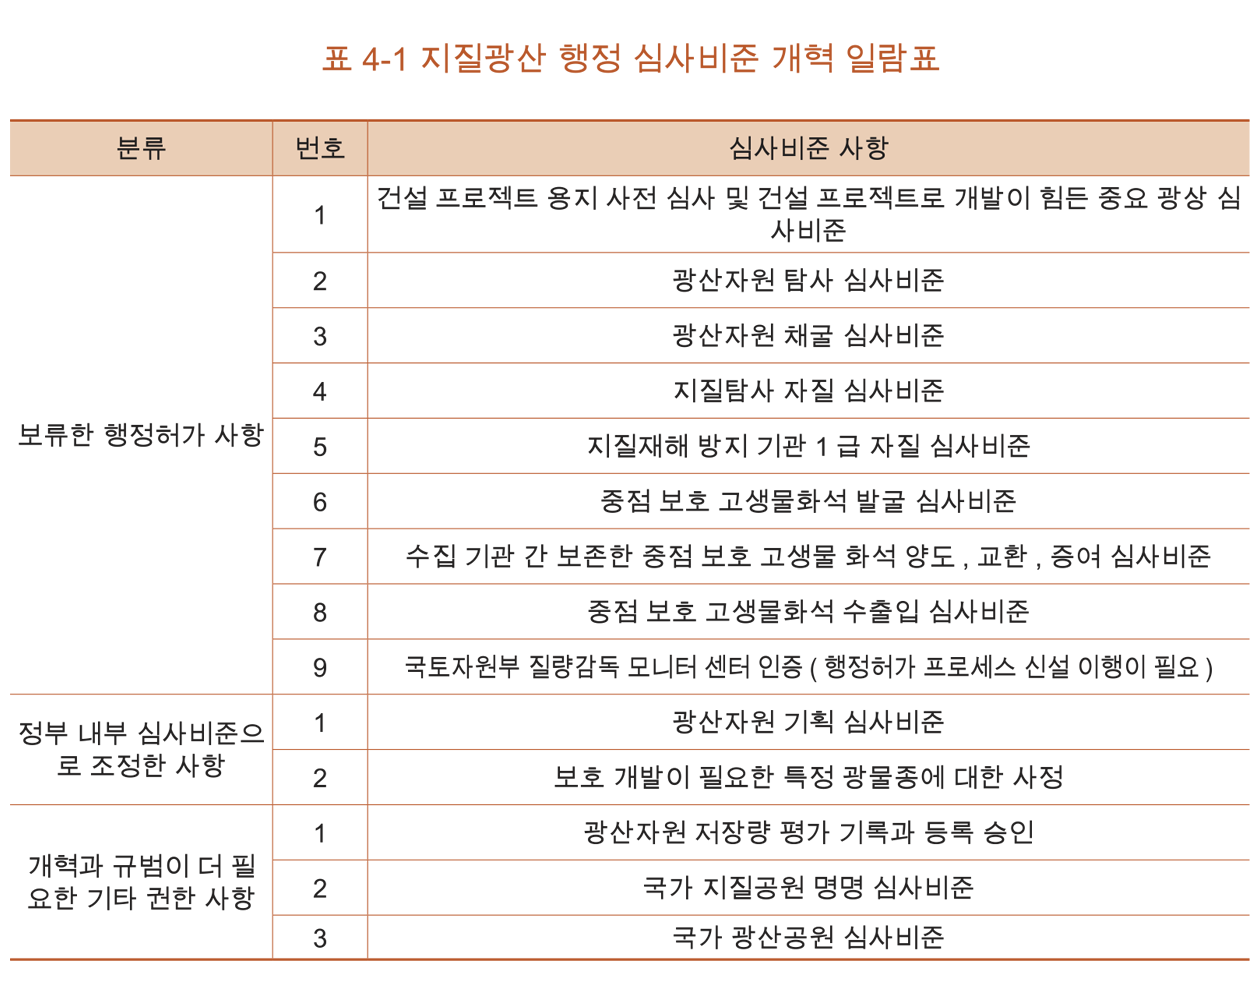 표 4-1 지질광산 행정 심사비준 개혁 일람표
분류 번호 심사비준 사항
보류한 행정허가 사항
1 건설 프로젝트 용지 사전 심사 및 건설 프로젝트로 개발이 힘든 중요 광상 심
사비준
2 광산자원 탐사 심사비준
3 광산자원 채굴 심사비준
4 지질탐사 자질 심사비준
5 지질재해 방지 기관 1 급 자질 심사비준
6 중점 보호 고생물화석 발굴 심사비준
7 수집 기관 간 보존한 중점 보호 고생물 화석 양도 , 교환 , 증여 심사비준
8 중점 보호 고생물화석 수출입 심사비준
9 국토자원부 질량감독 모니터 센터 인증 ( 행정허가 프로세스 신설 이행이 필요 )
정부 내부 심사비준으
로 조정한 사항
1 광산자원 기획 심사비준
2 보호 개발이 필요한 특정 광물종에 대한 사정
개혁과 규범이 더 필
요한 기타 권한 사항
1 광산자원 저장량 평가 기록과 등록 승인
2 국가 지질공원 명명 심사비준
3 국가 광산공원 심사비준